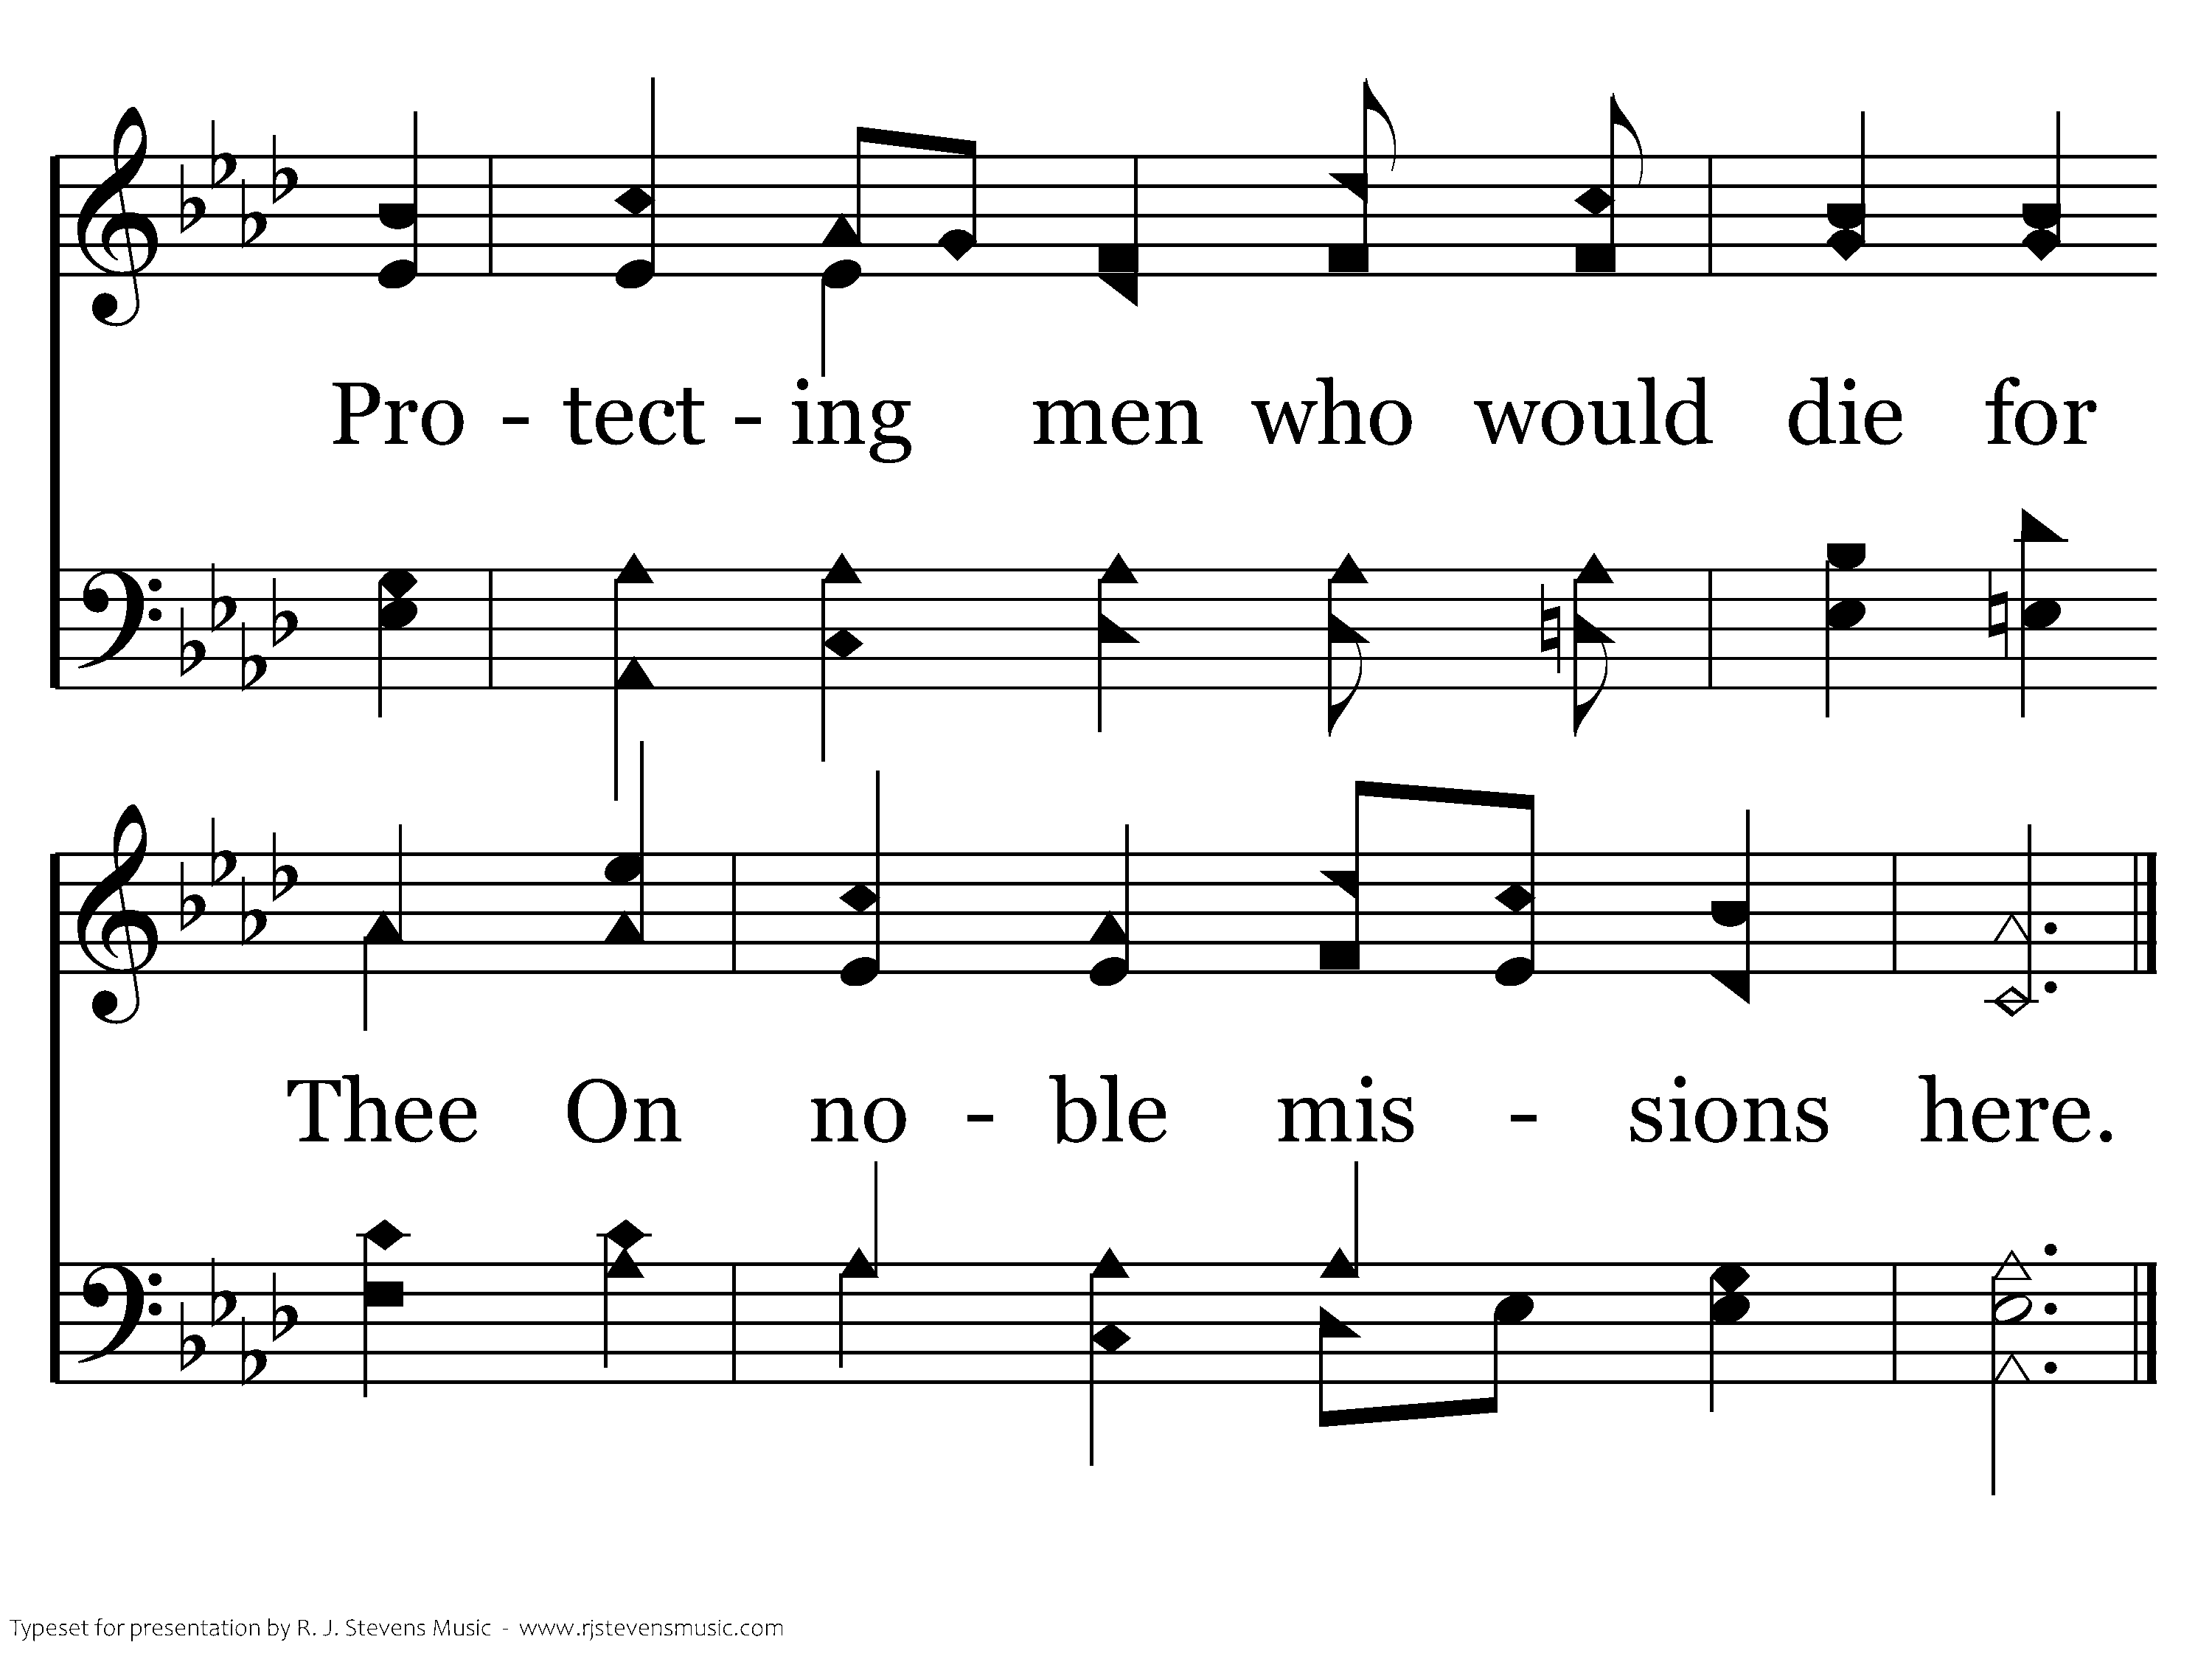 Pro - tect - ing men who would die for
Thee On no - ble mis - sions here.
Typeset for presentation by R. J. Stevens Music - www.rjstevensmusic.com